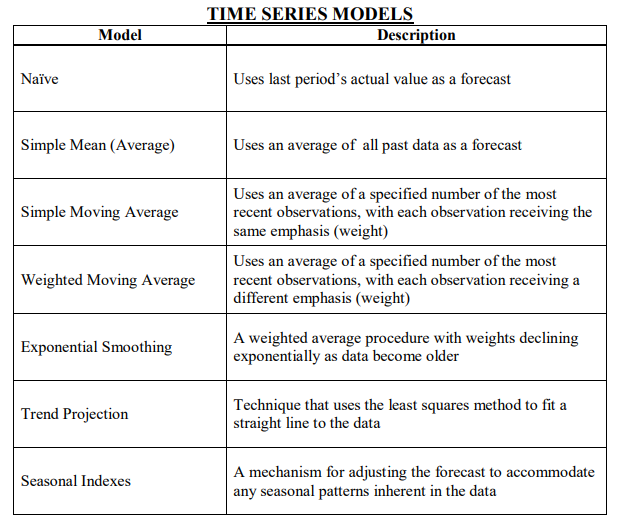 TIME SERIES MODELS
Model Description
Naïve Uses last period's actual value as a forecast
Simple Mean (Average) Uses an average of all past data as a forecast
Simple Moving Average
Uses an average of a specified number of the most
recent observations, with each observation receiving the
same emphasis (weight)
Weighted Moving Average
Uses an average of a specified number of the most
recent observations, with each observation receiving a
different emphasis (weight)
Exponential Smoothing
A weighted average procedure with weights declining
exponentially as data become older
Trend Projection
Technique that uses the least squares method to fit a
straight line to the data
Seasonal Indexes
A mechanism for adjusting the forecast to accommodate
any seasonal patterns inherent in the data